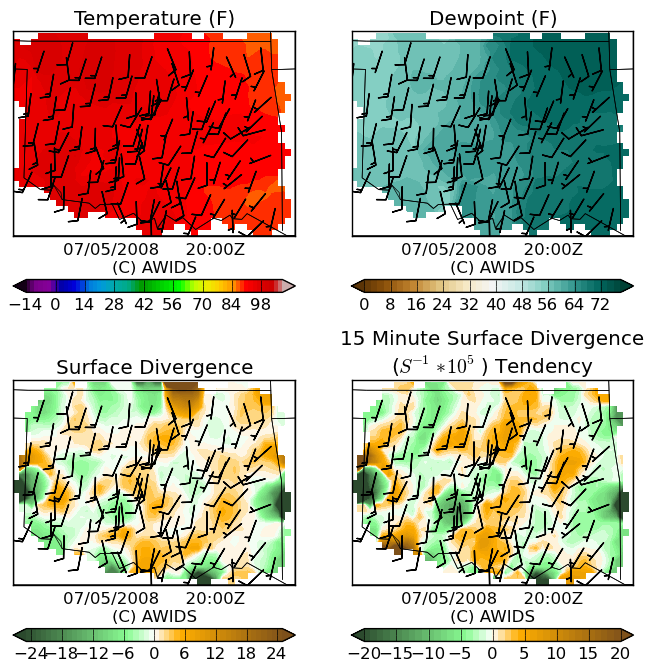 Temperature (F)
Dewpoint (F)
07/05/2008 20:00Z
(C) AWIDS
07/05/2008 20:00Z
(C) AWIDS
−14 0 14 28 42 56 70 84 98
0 8 16 24 32 40 48 56 64 72
Surface Divergence
15 Minute Surface Divergence
(S⁻¹ *10⁵ ) Tendency
07/05/2008 20:00Z
(C) AWIDS
07/05/2008 20:00Z
(C) AWIDS
−24 −18 −12 −6 0 6 12 18 24
−20 −15 −10 −5 0 5 10 15 20